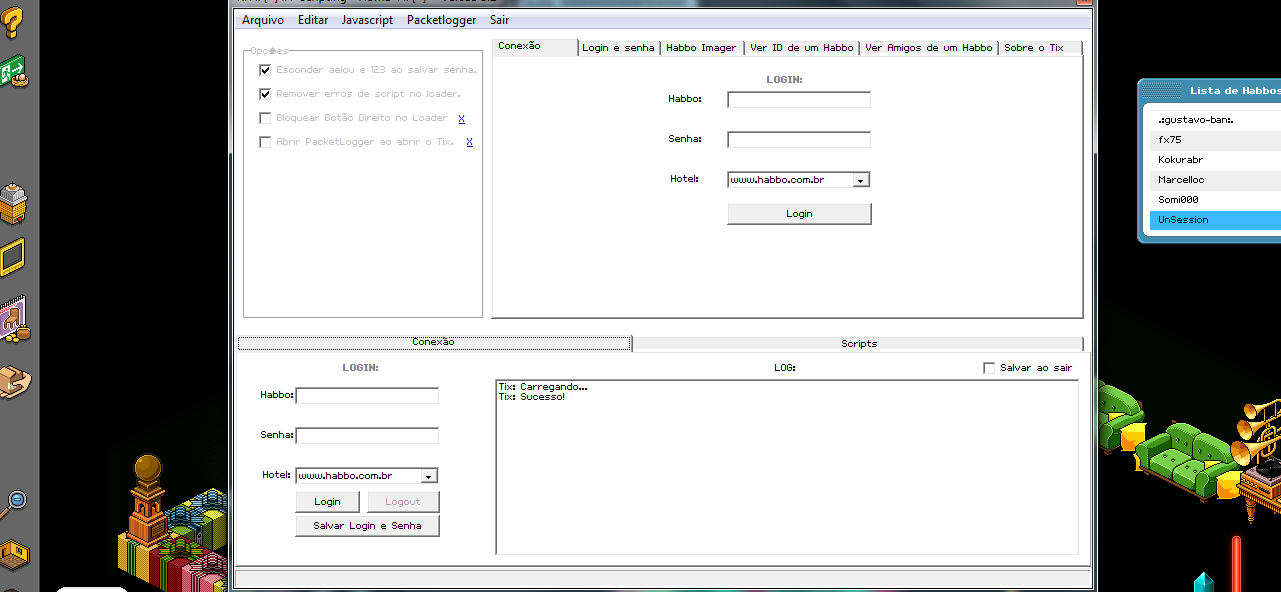 Arquivo Editar Javascript Packetlogger Sair
Opções
Esconder aeiou e 123 ao salvar senha.
Remover erros de script no loader.
Bloquear Botão Direito no Loader X
Abrir PacketLogger ao abrir o Tix. X
Conexão Login e senha Habbo Imager Ver ID de um Habbo Ver Amigos de um Habbo Sobre o Tix
LOGIN:
Habbo:
Senha:
Hotel: www.habbo.com.br
Login
Lista de Habbos
.:gustavo-ban:.
fx75
Kokurabr
Marcelloc
Somi000
UnSession
Conexão Scripts
LOGIN:
Habbo:
Senha:
Hotel: www.habbo.com.br
Login Logout
Salvar Login e Senha
LOG: Salvar ao sair
Tix: Carregando...
Tix: Sucesso!